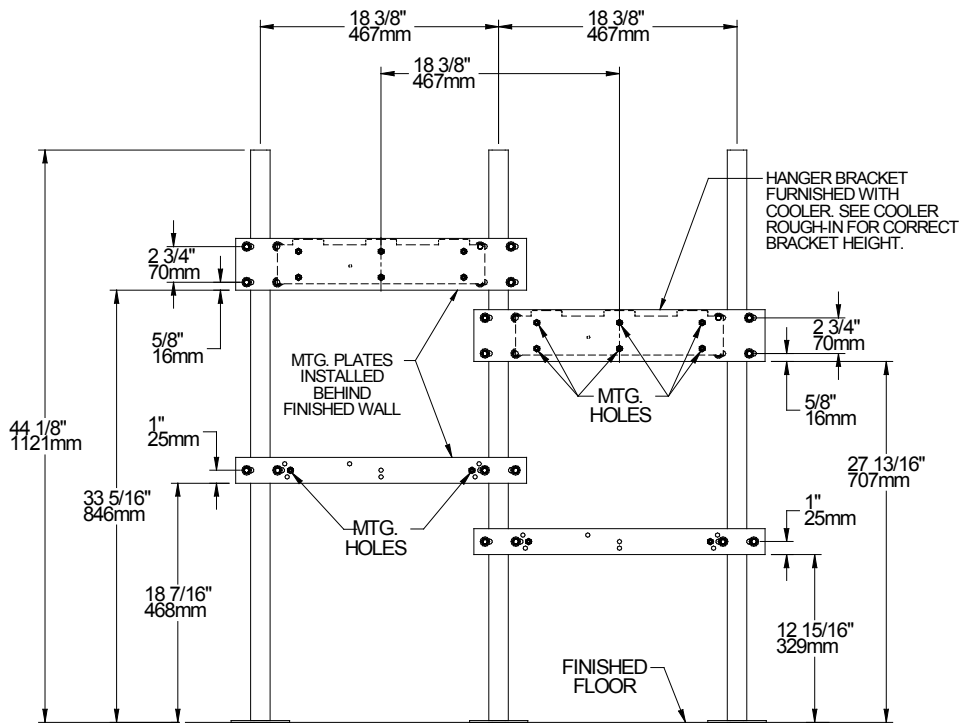 18 3/8"
467mm
18 3/8"
467mm
18 3/8"
467mm
HANGER BRACKET
FURNISHED WITH
COOLER. SEE COOLER
ROUGH-IN FOR CORRECT
BRACKET HEIGHT.
2 3/4"
70mm
5/8"
16mm
MTG. PLATES
INSTALLED
BEHIND
FINISHED WALL
MTG.
HOLES
2 3/4"
70mm
5/8"
16mm
44 1/8"
1121mm
1"
25mm
33 5/16"
846mm
MTG.
HOLES
27 13/16"
707mm
1"
25mm
18 7/16"
468mm
12 15/16"
329mm
FINISHED
FLOOR